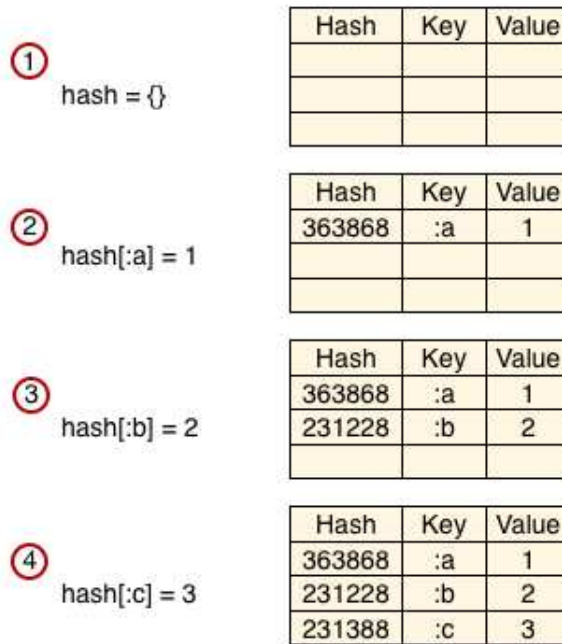 Hash Key Value
1
hash = {}
Hash Key Value
2
363868 :a 1
hash[:a] = 1
Hash Key Value
3
363868 :a 1
hash[:b] = 2
231228 :b 2
Hash Key Value
4
363868 :a 1
hash[:c] = 3
231228 :b 2
231388 :c 3